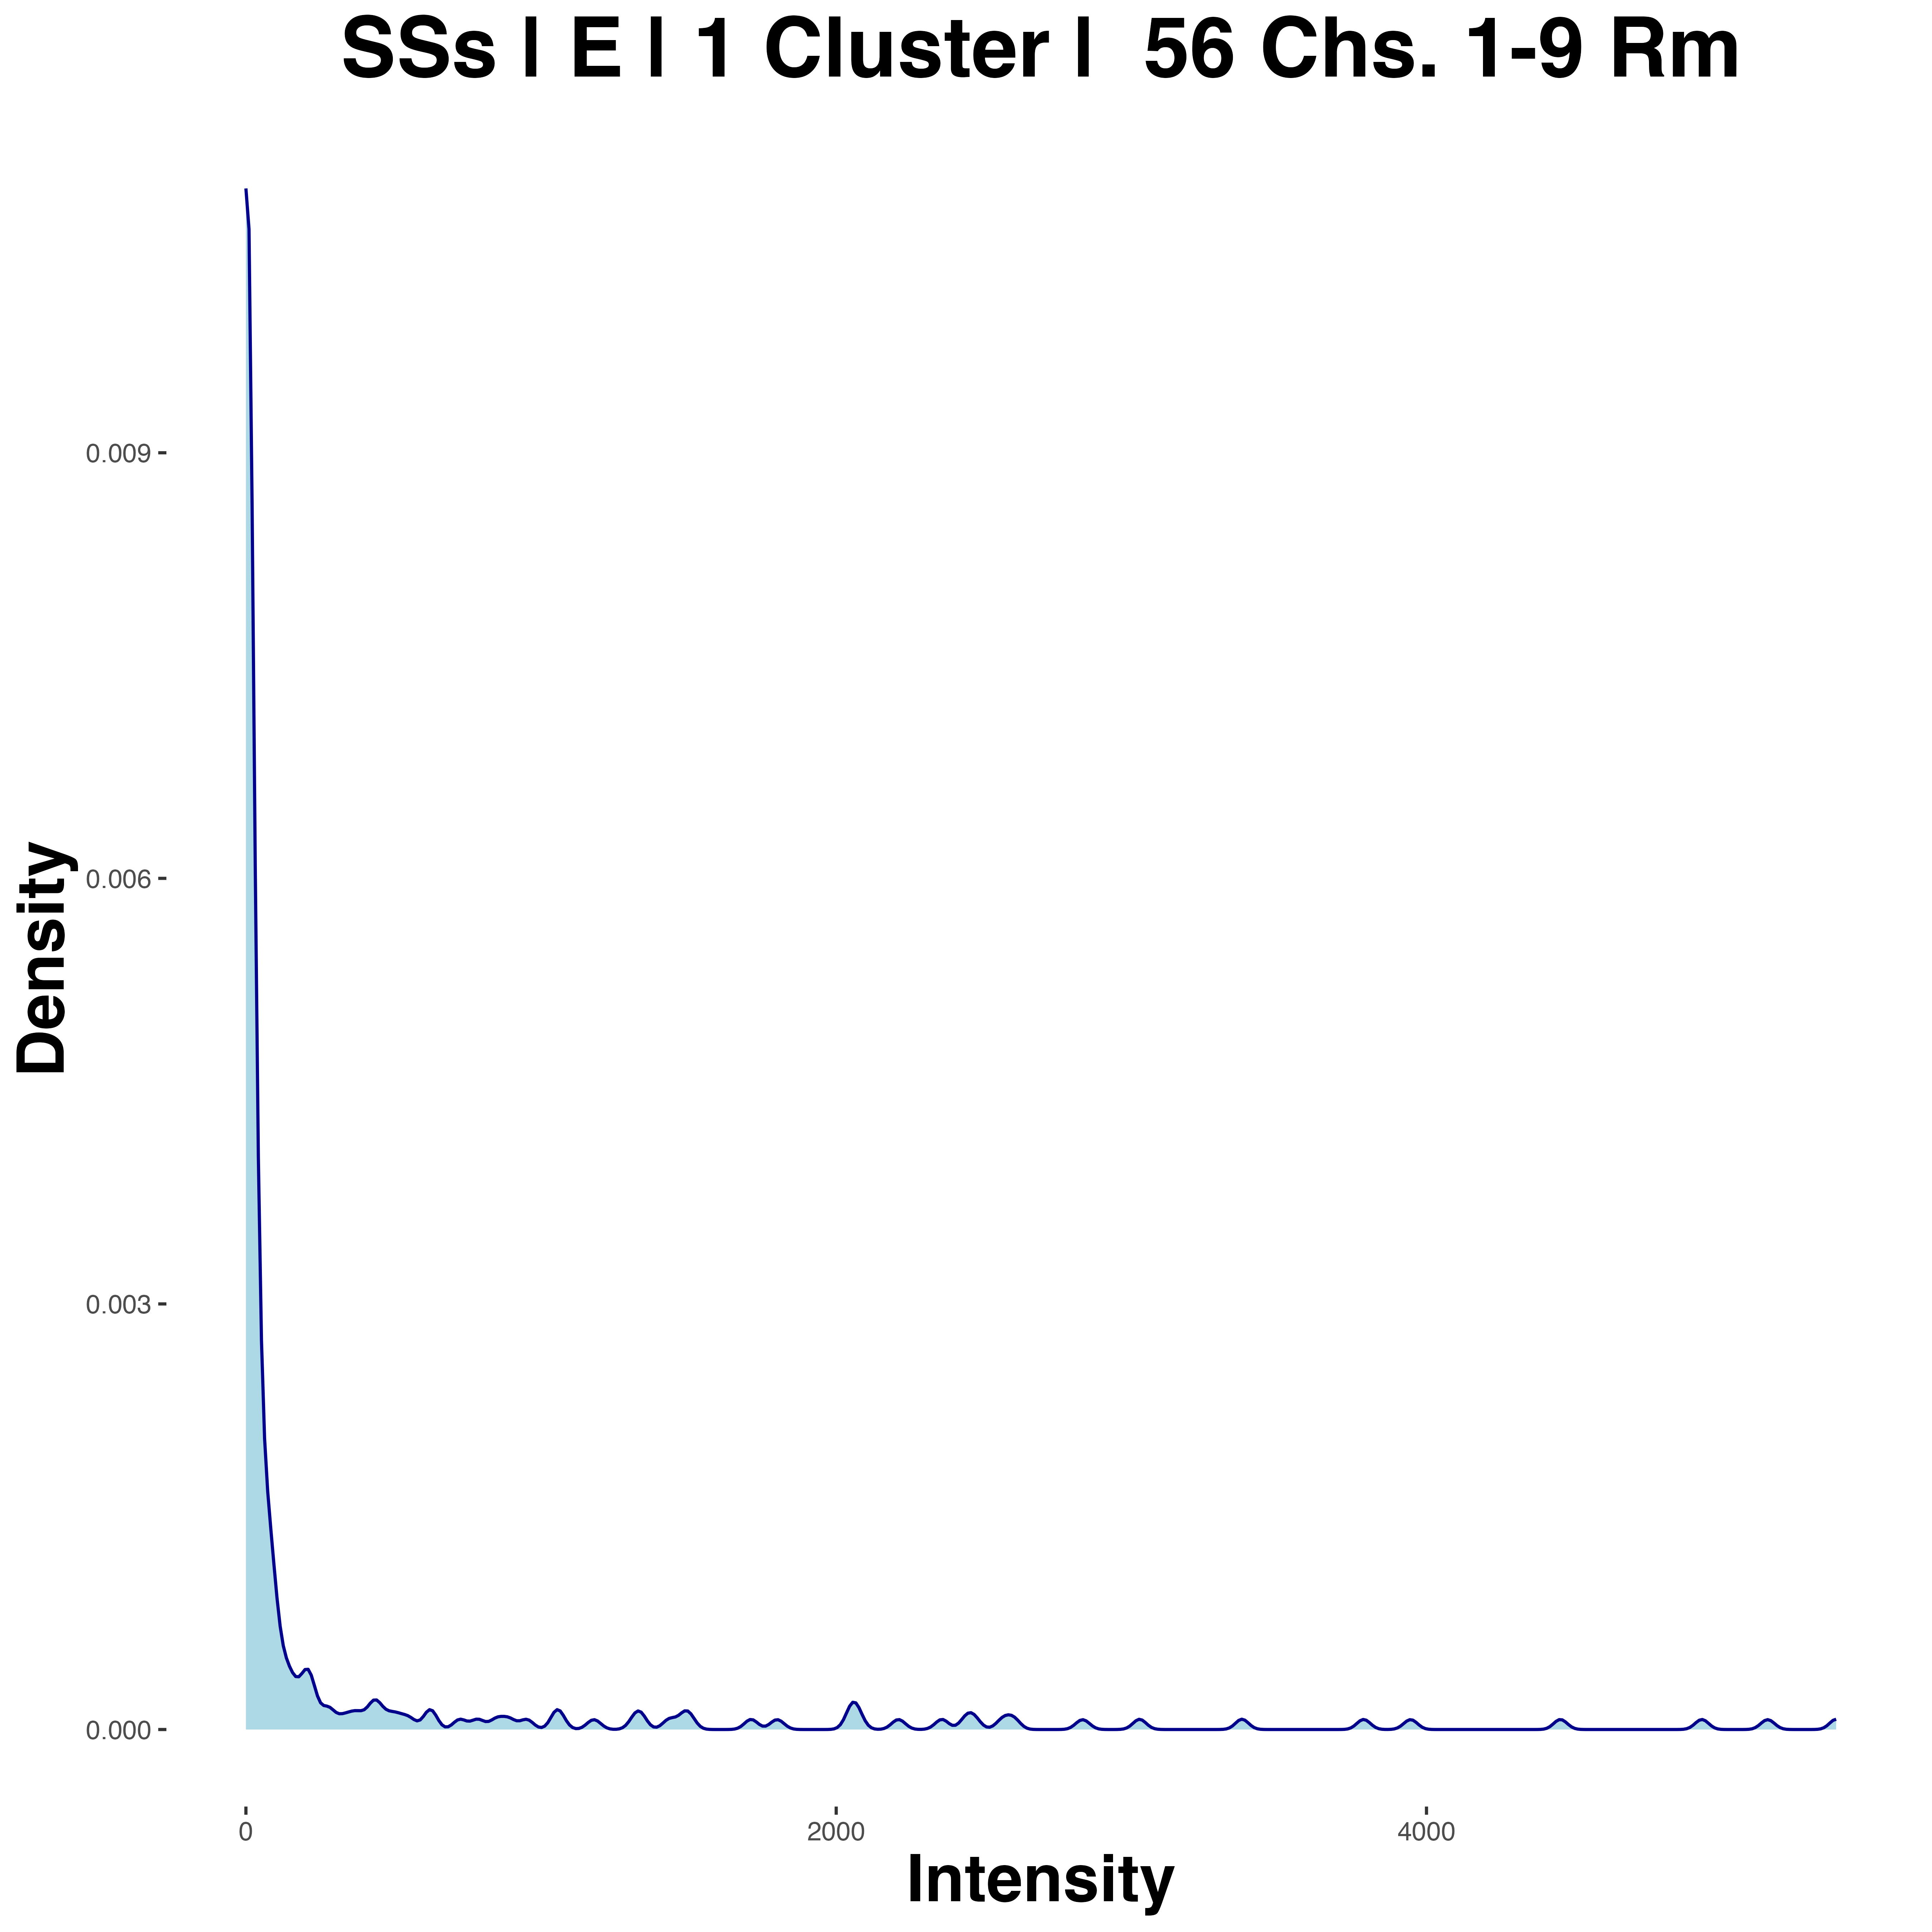 SSs | E | 1 Cluster |  56 Chs. 1-9 Rm
0.009
0.006
0.003
0.000
Density
0
2000
4000
Intensity